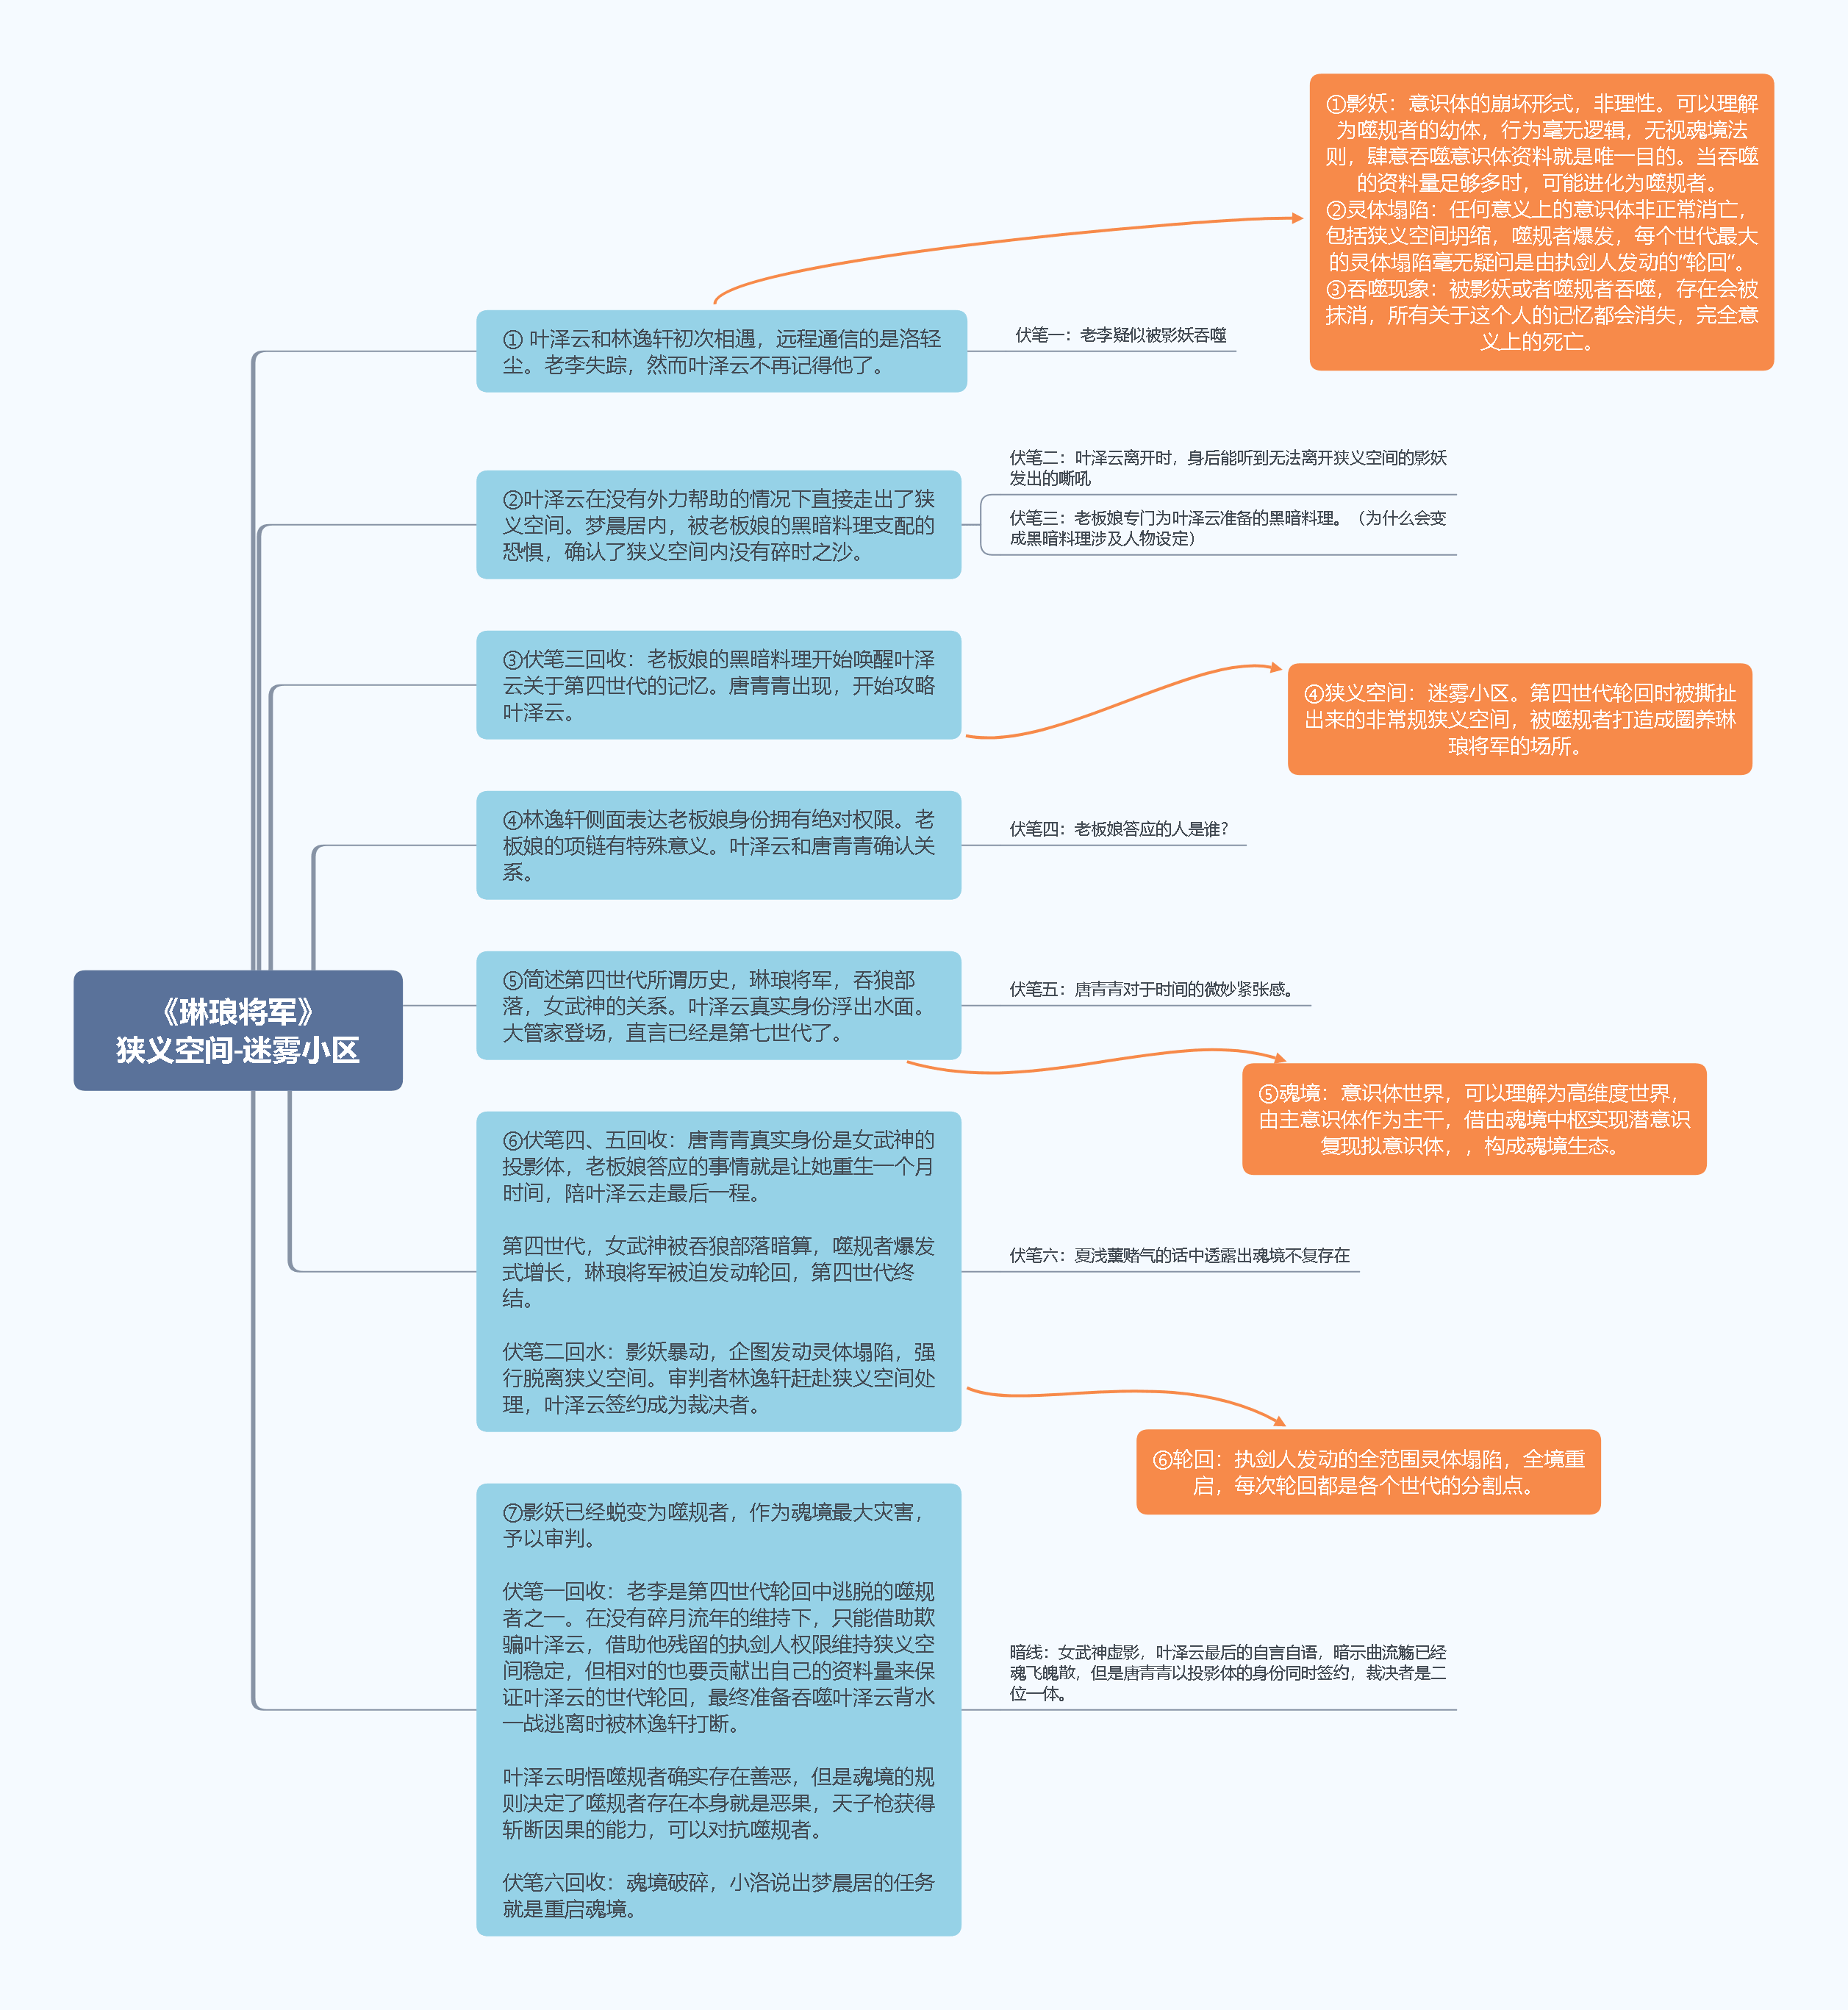 《琳琅将军》
狭义空间-迷雾小区
① 叶泽云和林逸轩初次相遇，远程通信的是洛轻
尘。老李失踪，然而叶泽云不再记得他了。
伏笔一：老李疑似被影妖吞噬
①影妖：意识体的崩坏形式，非理性。可以理解
为噬规者的幼体，行为毫无逻辑，无视魂境法
则，肆意吞噬意识体资料就是唯一目的。当吞噬
的资料量足够多时，可能进化为噬规者。
②灵体塌陷：任何意义上的意识体非正常消亡，
包括狭义空间坍缩，噬规者爆发，每个世代最大
的灵体塌陷毫无疑问是由执剑人发动的“轮回”。
③吞噬现象：被影妖或者噬规者吞噬，存在会被
抹消，所有关于这个人的记忆都会消失，完全意
义上的死亡。
②叶泽云在没有外力帮助的情况下直接走出了狭
义空间。梦晨居内，被老板娘的黑暗料理支配的
恐惧，确认了狭义空间内没有碎时之沙。
伏笔二：叶泽云离开时，身后能听到无法离开狭义空间的影妖
发出的嘶吼
伏笔三：老板娘专门为叶泽云准备的黑暗料理。（为什么会变
成黑暗料理涉及人物设定）
③伏笔三回收：老板娘的黑暗料理开始唤醒叶泽
云关于第四世代的记忆。唐青青出现，开始攻略
叶泽云。
④狭义空间：迷雾小区。第四世代轮回时被撕扯
出来的非常规狭义空间，被噬规者打造成圈养琳
琅将军的场所。
④林逸轩侧面表达老板娘身份拥有绝对权限。老
板娘的项链有特殊意义。叶泽云和唐青青确认关
系。
伏笔四：老板娘答应的人是谁？
⑤简述第四世代所谓历史，琳琅将军，吞狼部
落，女武神的关系。叶泽云真实身份浮出水面。
大管家登场，直言已经是第七世代了。
伏笔五：唐青青对于时间的微妙紧张感。
⑤魂境：意识体世界，可以理解为高维度世界，
由主意识体作为主干，借由魂境中枢实现潜意识
复现拟意识体，，构成魂境生态。
⑥伏笔四、五回收：唐青青真实身份是女武神的
投影体，老板娘答应的事情就是让她重生一个月
时间，陪叶泽云走最后一程。
第四世代，女武神被吞狼部落暗算，噬规者爆发
式增长，琳琅将军被迫发动轮回，第四世代终
结。
伏笔二回水：影妖暴动，企图发动灵体塌陷，强
行脱离狭义空间。审判者林逸轩赶赴狭义空间处
理，叶泽云签约成为裁决者。
伏笔六：夏浅薰赌气的话中透露出魂境不复存在
⑥轮回：执剑人发动的全范围灵体塌陷，全境重
启，每次轮回都是各个世代的分割点。
⑦影妖已经蜕变为噬规者，作为魂境最大灾害，
予以审判。
伏笔一回收：老李是第四世代轮回中逃脱的噬规
者之一。在没有碎月流年的维持下，只能借助欺
骗叶泽云，借助他残留的执剑人权限维持狭义空
间稳定，但相对的也要贡献出自己的资料量来保
证叶泽云的世代轮回，最终准备吞噬叶泽云背水
一战逃离时被林逸轩打断。
叶泽云明悟噬规者确实存在善恶，但是魂境的规
则决定了噬规者存在本身就是恶果，天子枪获得
斩断因果的能力，可以对抗噬规者。
伏笔六回收：魂境破碎，小洛说出梦晨居的任务
就是重启魂境。
暗线：女武神虚影，叶泽云最后的自言自语，暗示曲流觞已经
魂飞魄散，但是唐青青以投影体的身份同时签约，裁决者是二
位一体。